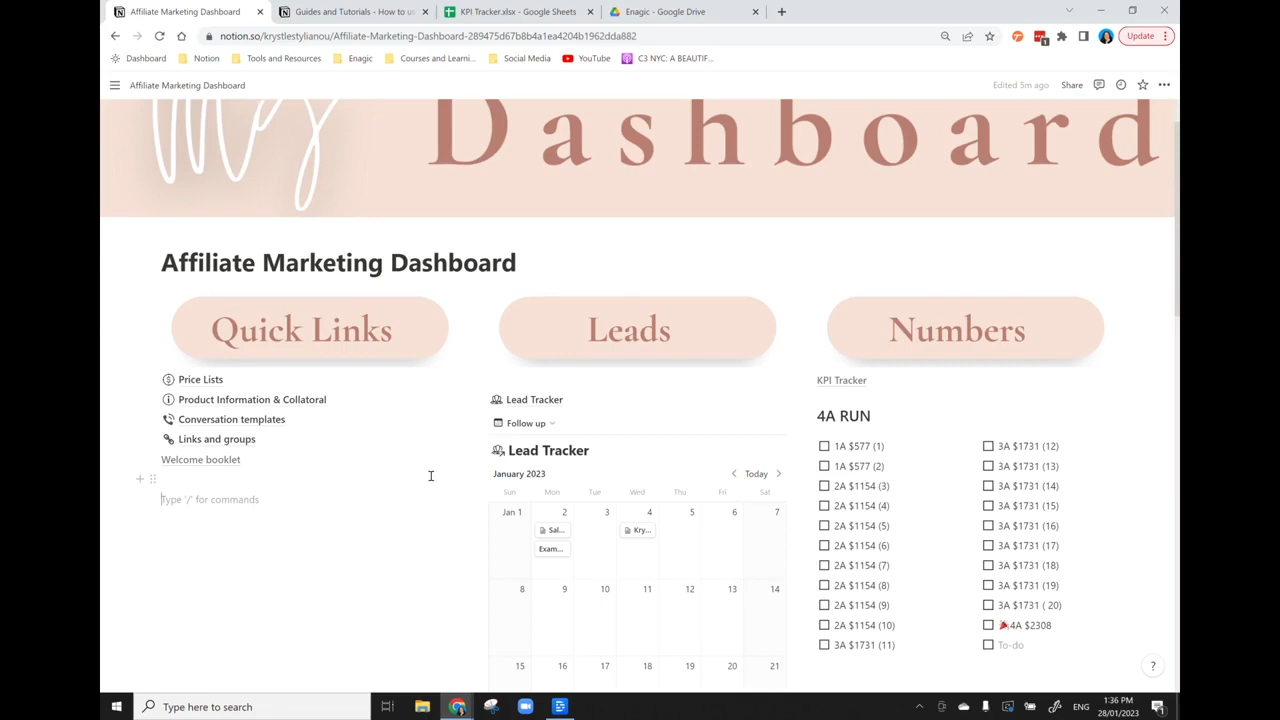 Affiliate Marketing Dashboard
Guides and Tutorials - How to us
KPI Tracker.xlsx - Google Sheets
Enagic - Google Drive
notion.so/krystlestylianou/Affiliate-Marketing-Dashboard-289475d67b8b4a1ea4204b1962dda882
1
Update
Dashboard
Notion
Tools and Resources
Enagic
Courses and Learni...
Social Media
YouTube
C3 NYC: A BEAUTIF...
Affiliate Marketing Dashboard
Edited 5m ago
Share
My Dashboard
Affiliate Marketing Dashboard
Quick Links
Price Lists
Product Information & Collatoral
Conversation templates
Links and groups
Welcome booklet
Type '/' for commands
Leads
Lead Tracker
Follow up
Lead Tracker
January 2023
Today
Sun Mon Tue Wed Thu Fri Sat
Jan 1 2 3 4 5 6 7
Sal... Kry...
Exam...
8 9 10 11 12 13 14
15 16 17 18 19 20 21
Numbers
KPI Tracker
4A RUN
1A $577 (1)
1A $577 (2)
2A $1154 (3)
2A $1154 (4)
2A $1154 (5)
2A $1154 (6)
2A $1154 (7)
2A $1154 (8)
2A $1154 (9)
2A $1154 (10)
3A $1731 (11)
3A $1731 (12)
3A $1731 (13)
3A $1731 (14)
3A $1731 (15)
3A $1731 (16)
3A $1731 (17)
3A $1731 (18)
3A $1731 (19)
3A $1731 ( 20)
4A $2308
To-do
?
Type here to search
ENG
1:36 PM
28/01/2023